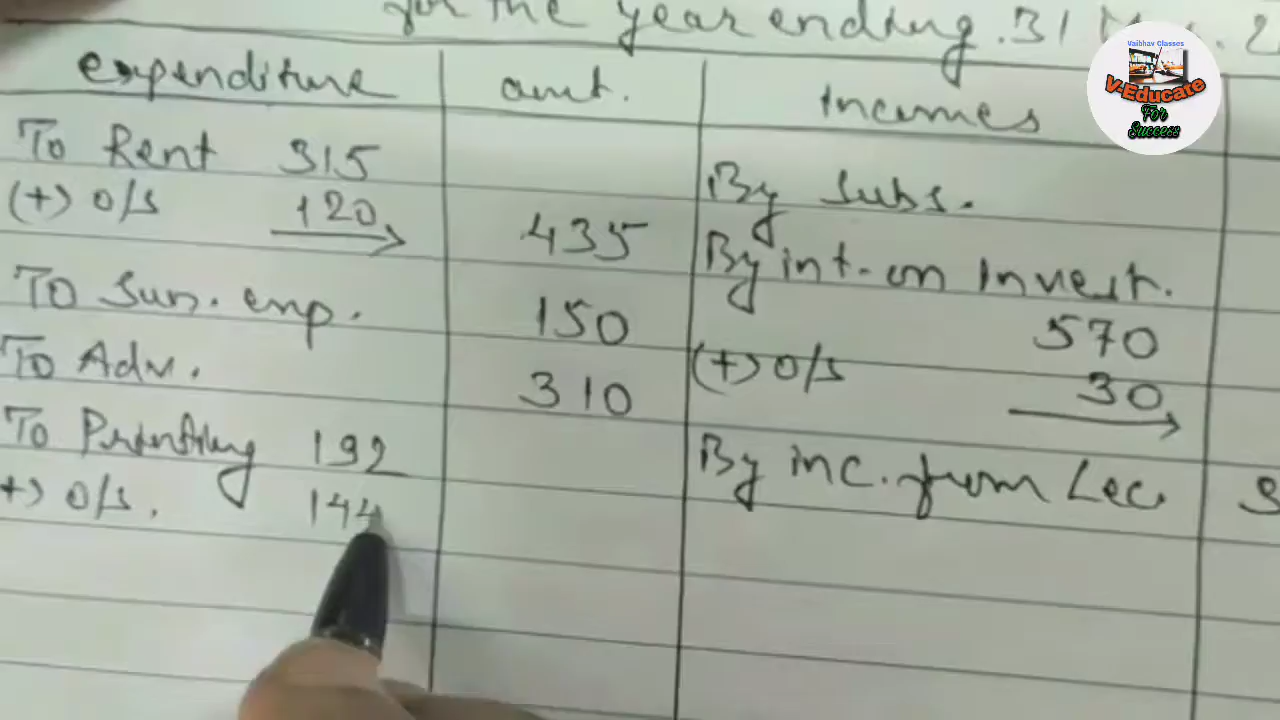 for the year ending 31
expenditure amt. Incomes
To Rent 315
(+) o/s 120 435
To Sun. enp. 150
To Adv. 310
To Printing 192
+) o/s. 144
By Subs.
By int. on Invest.
570
(+) o/s 30
By inc. from Lec.
Vaibhav Classes
V-Educate
For
Success